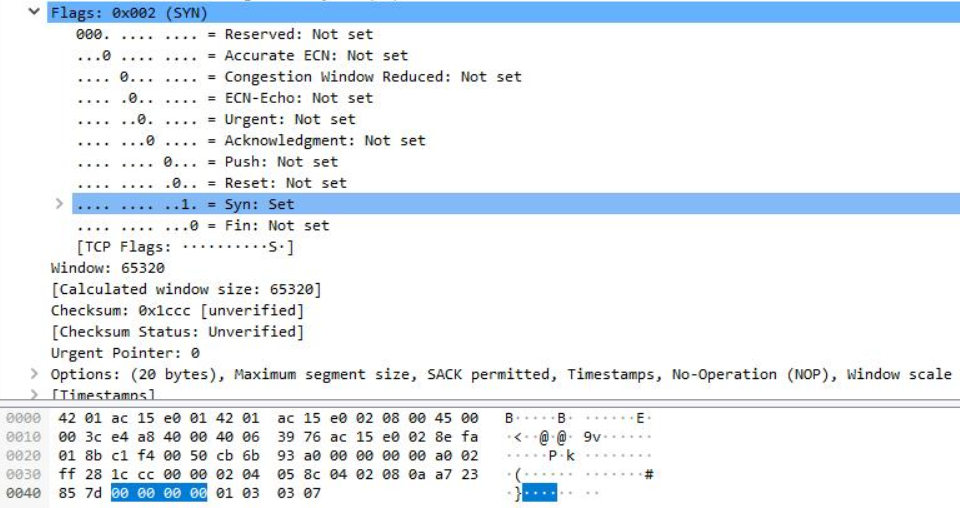 Flags: 0x002 (SYN)
000. .... .... = Reserved: Not set
...0 .... .... = Accurate ECN: Not set
.... 0... .... = Congestion Window Reduced: Not set
.... .0.. .... = ECN-Echo: Not set
.... ..0. .... = Urgent: Not set
.... ...0 .... = Acknowledgment: Not set
.... .... 0... = Push: Not set
.... .... .0.. = Reset: Not set
.... .... ..1. = Syn: Set
.... .... ...0 = Fin: Not set
[TCP Flags: ··········S·]
Window: 65320
[Calculated window size: 65320]
Checksum: 0x1ccc [unverified]
[Checksum Status: Unverified]
Urgent Pointer: 0
Options: (20 bytes), Maximum segment size, SACK permitted, Timestamps, No-Operation (NOP), Window scale
[Timestamps]
0000 42 01 ac 15 e0 01 42 01 ac 15 e0 02 08 00 45 00 B·····B· ······E·
0010 00 3c e4 a8 40 00 40 06 39 76 ac 15 e0 02 8e fa ·<··@·@· 9v······
0020 01 8b c1 f4 00 50 cb 6b 93 a0 00 00 00 00 a0 02 ·····P·k ········
0030 ff 28 1c cc 00 00 02 04 05 8c 04 02 08 0a a7 23 ·(······ ·······#
0040 85 7d 00 00 00 00 01 03 03 07 ·}······ ··